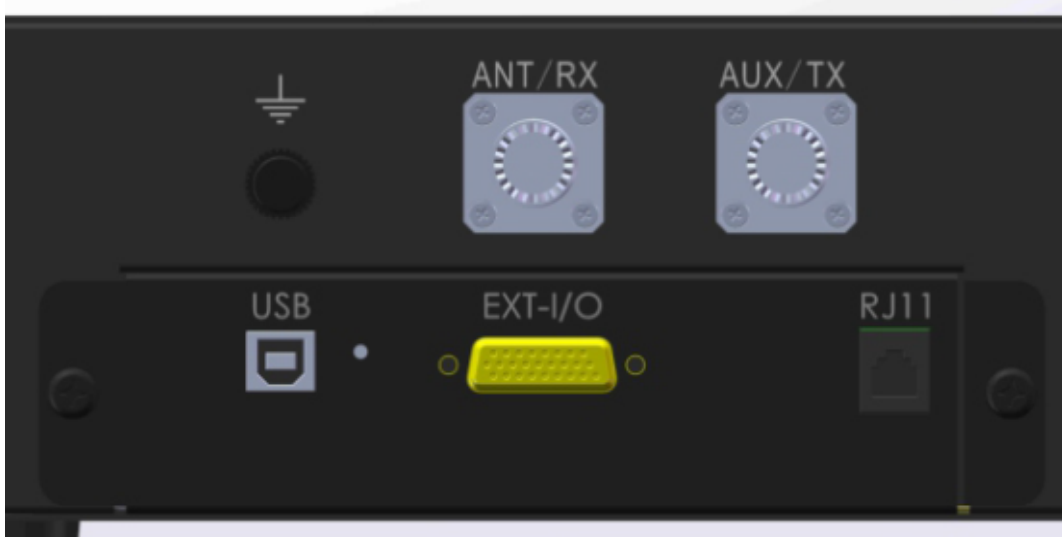 ANT/RX
AUX/TX
USB
EXT-I/O
RJ11